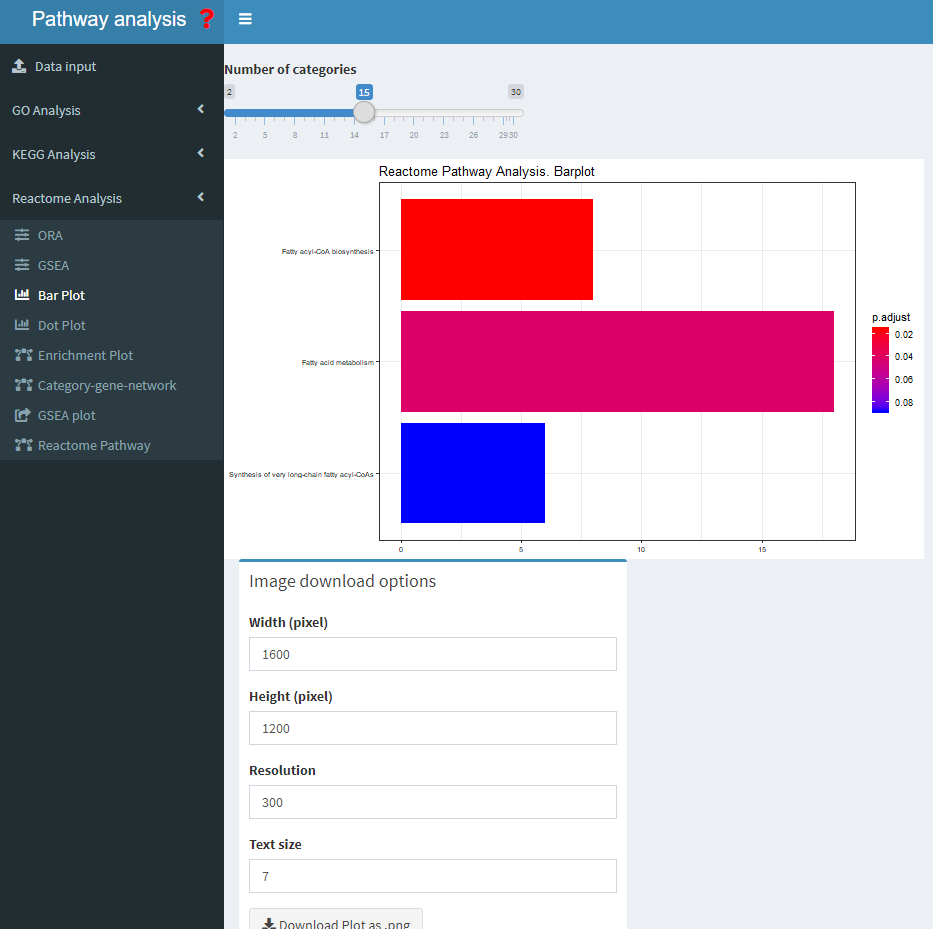 Pathway analysis ?
Data input
GO Analysis
KEGG Analysis
Reactome Analysis
ORA
GSEA
Bar Plot
Dot Plot
Enrichment Plot
Category-gene-network
GSEA plot
Reactome Pathway
Number of categories
2 15 30
2 5 8 11 14 17 20 23 26 29 30
Reactome Pathway Analysis. Barplot
Fatty acyl-CoA biosynthesis
Fatty acid metabolism
Synthesis of very long-chain fatty acyl-CoAs
0 5 10 15
p.adjust
0.02
0.04
0.06
0.08
Image download options
Width (pixel)
1600
Height (pixel)
1200
Resolution
300
Text size
7
Download Plot as .png